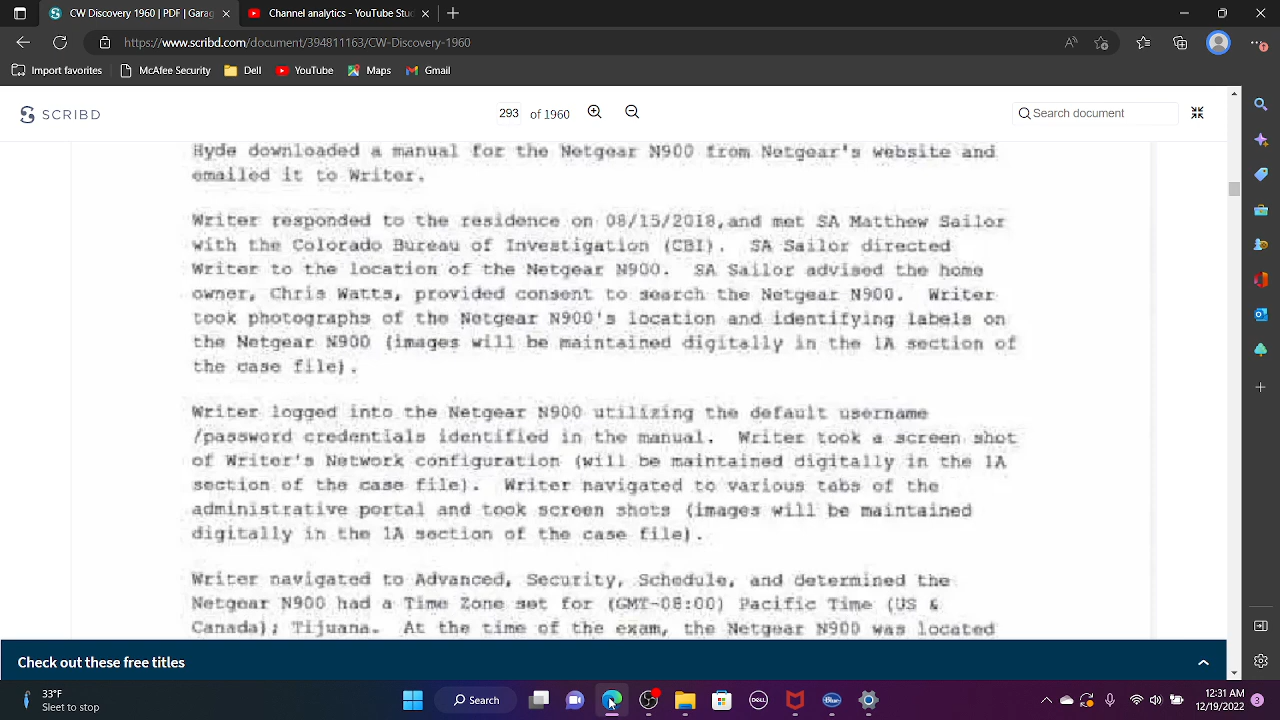 CW Discovery 1960 | PDF | Garag
Channel analytics - YouTube Stud
https://www.scribd.com/document/394811163/CW-Discovery-1960
Import favorites
McAfee Security
Dell
YouTube
Maps
Gmail
SCRIBD
293 of 1960
Search document
Hyde downloaded a manual for the Netgear N900 from Netgear's website and
emailed it to Writer.
Writer responded to the residence on 08/15/2018,and met SA Matthew Sailor
with the Colorado Bureau of Investigation (CBI). SA Sailor directed
Writer to the location of the Netgear N900. SA Sailor advised the home
owner, Chris Watts, provided consent to search the Netgear N900. Writer
took photographs of the Netgear N900's location and identifying labels on
the Netgear N900 (images will be maintained digitally in the 1A section of
the case file).
Writer logged into the Netgear N900 utilizing the default username
/password credentials identified in the manual. Writer took a screen shot
of Writer's Network configuration (will be maintained digitally in the 1A
section of the case file). Writer navigated to various tabs of the
administrative portal and took screen shots (images will be maintained
digitally in the 1A section of the case file).
Writer navigated to Advanced, Security, Schedule, and determined the
Netgear N900 had a Time Zone set for (GMT-08:00) Pacific Time (US &
Canada); Tijuana. At the time of the exam, the Netgear N900 was located
Check out these free titles
33°F
Sleet to stop
Search
DELL
Blue
12:31 AM
12/19/2022
3